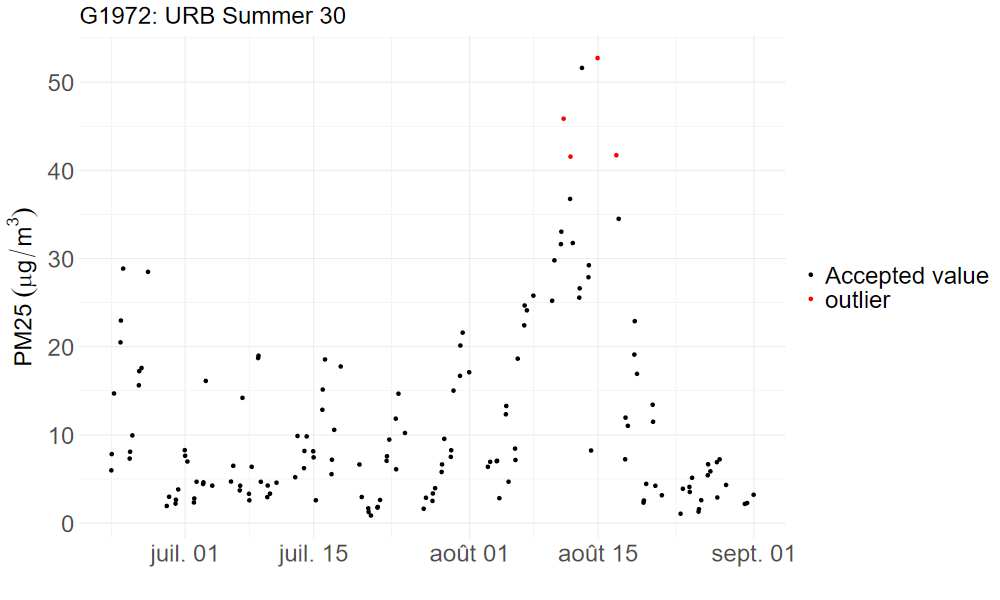 G1972: URB Summer 30
PM25 (μg/m³)
50
40
30
20
10
0
juil. 01
juil. 15
août 01
août 15
sept. 01
Accepted value
outlier